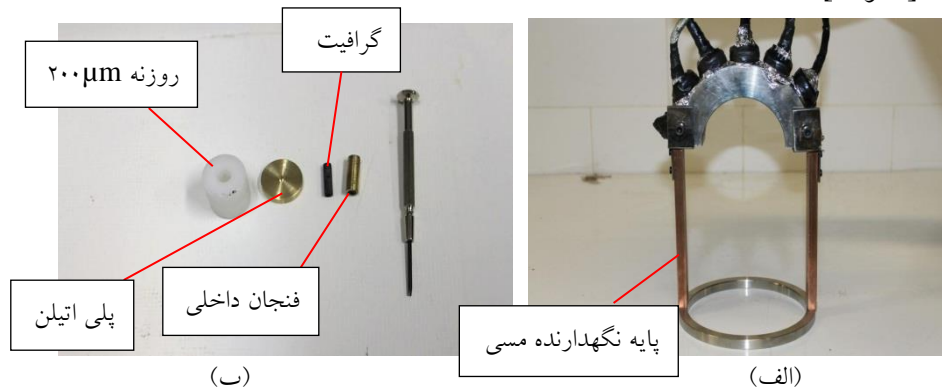 گرافیت
روزنه ۲۰۰µm
پلی اتیلن
فنجان داخلی
پایه نگهدارنده مسی
(الف)
(ب)